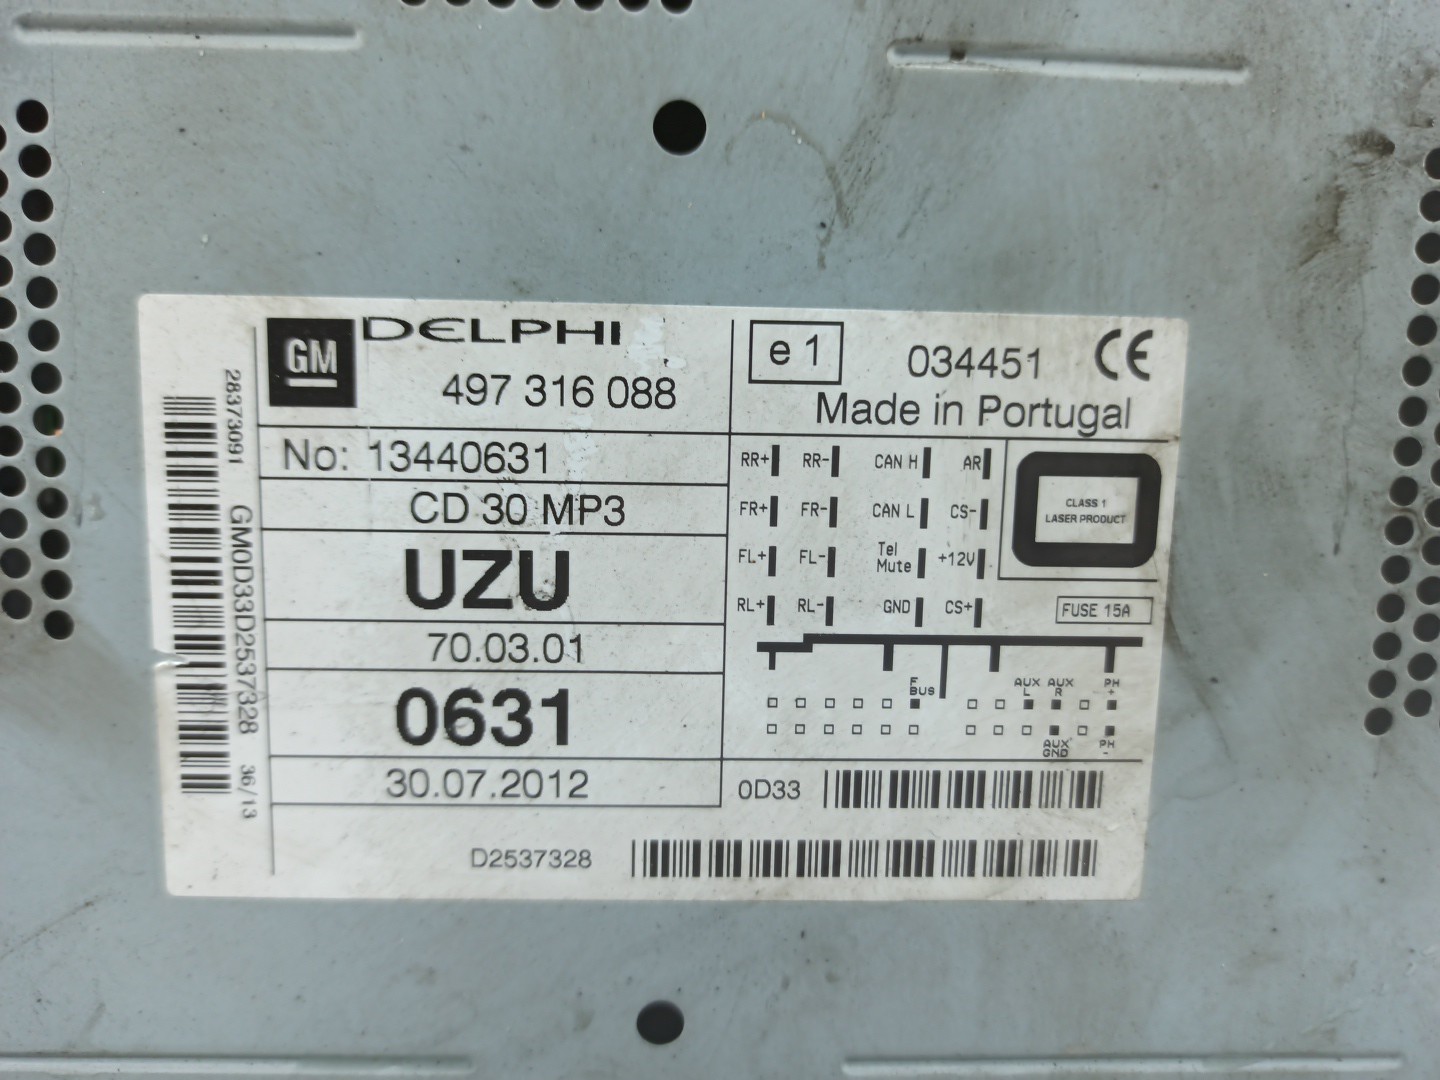 GM DELPHI
497 316 088
No: 13440631
CD 30 MP3
UZU
70.03.01
0631
30.07.2012
D2537328
28373091 GM0D33D2537328 36/13
e1 034451 CE
Made in Portugal
RR+ RR- CAN H AR
FR+ FR- CAN L CS-
FL+ FL- Tel Mute +12V
RL+ RL- GND CS+
CLASS 1
LASER PRODUCT
FUSE 15A
F BUS AUX L AUX R PH +
AUX GND PH -
0D33